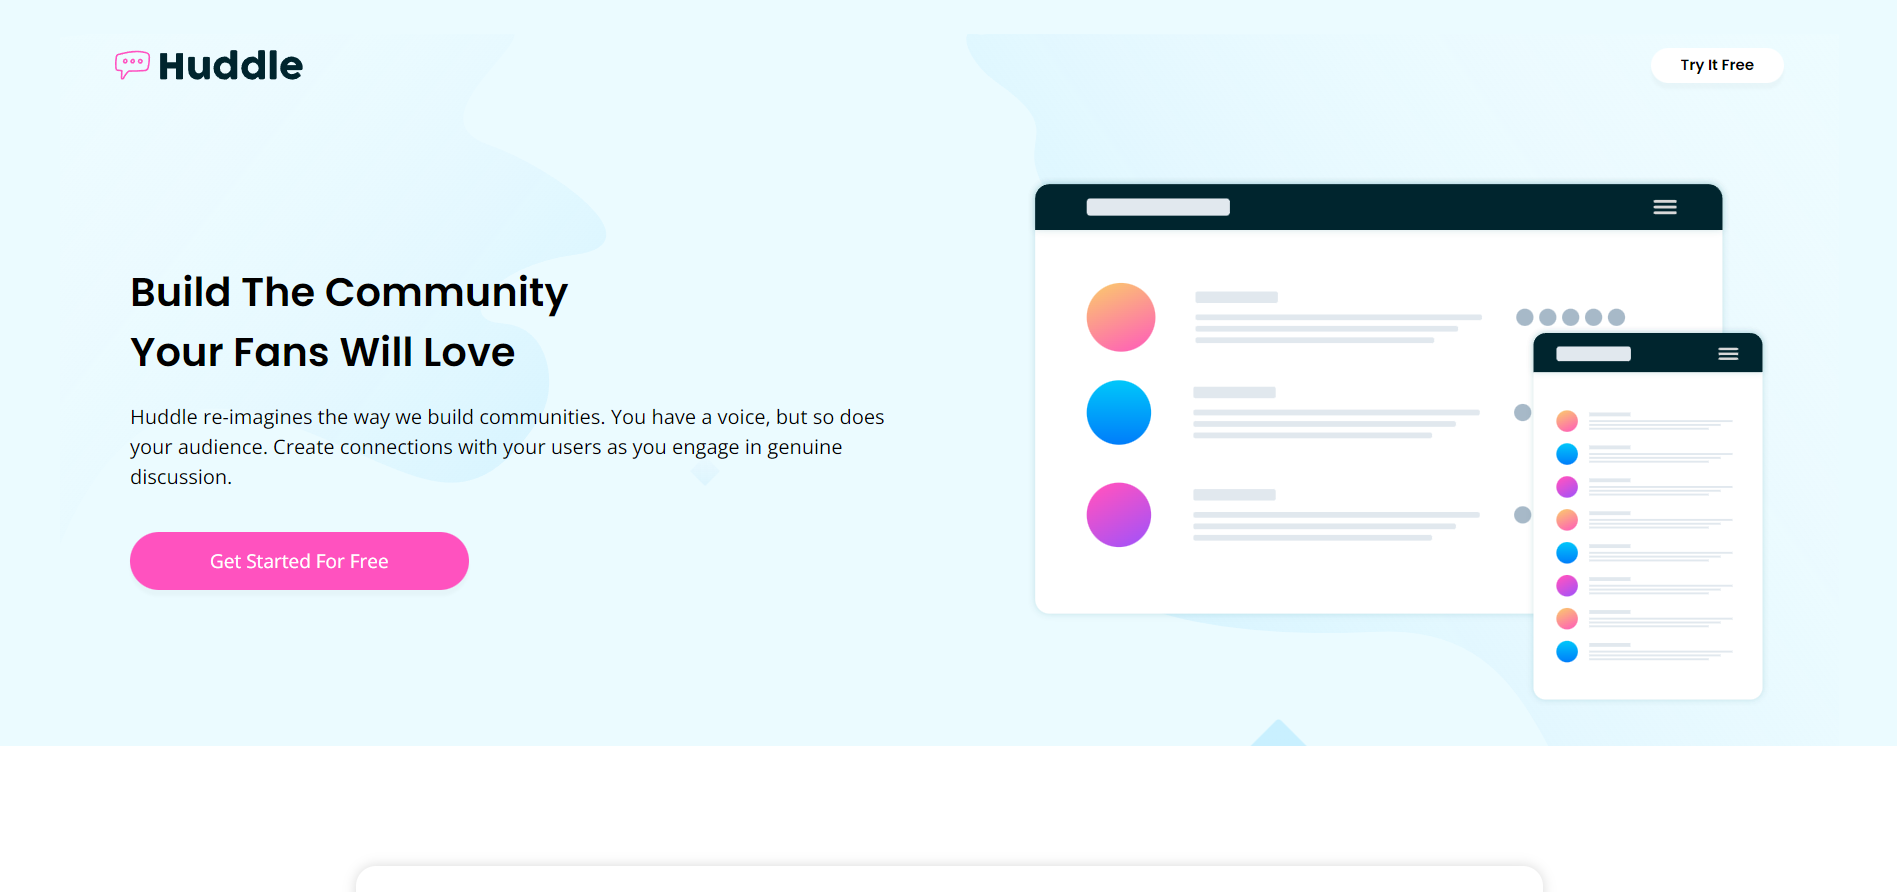 Huddle
Try It Free
Build The Community
Your Fans Will Love
Huddle re-imagines the way we build communities. You have a voice, but so does
your audience. Create connections with your users as you engage in genuine
discussion.
Get Started For Free